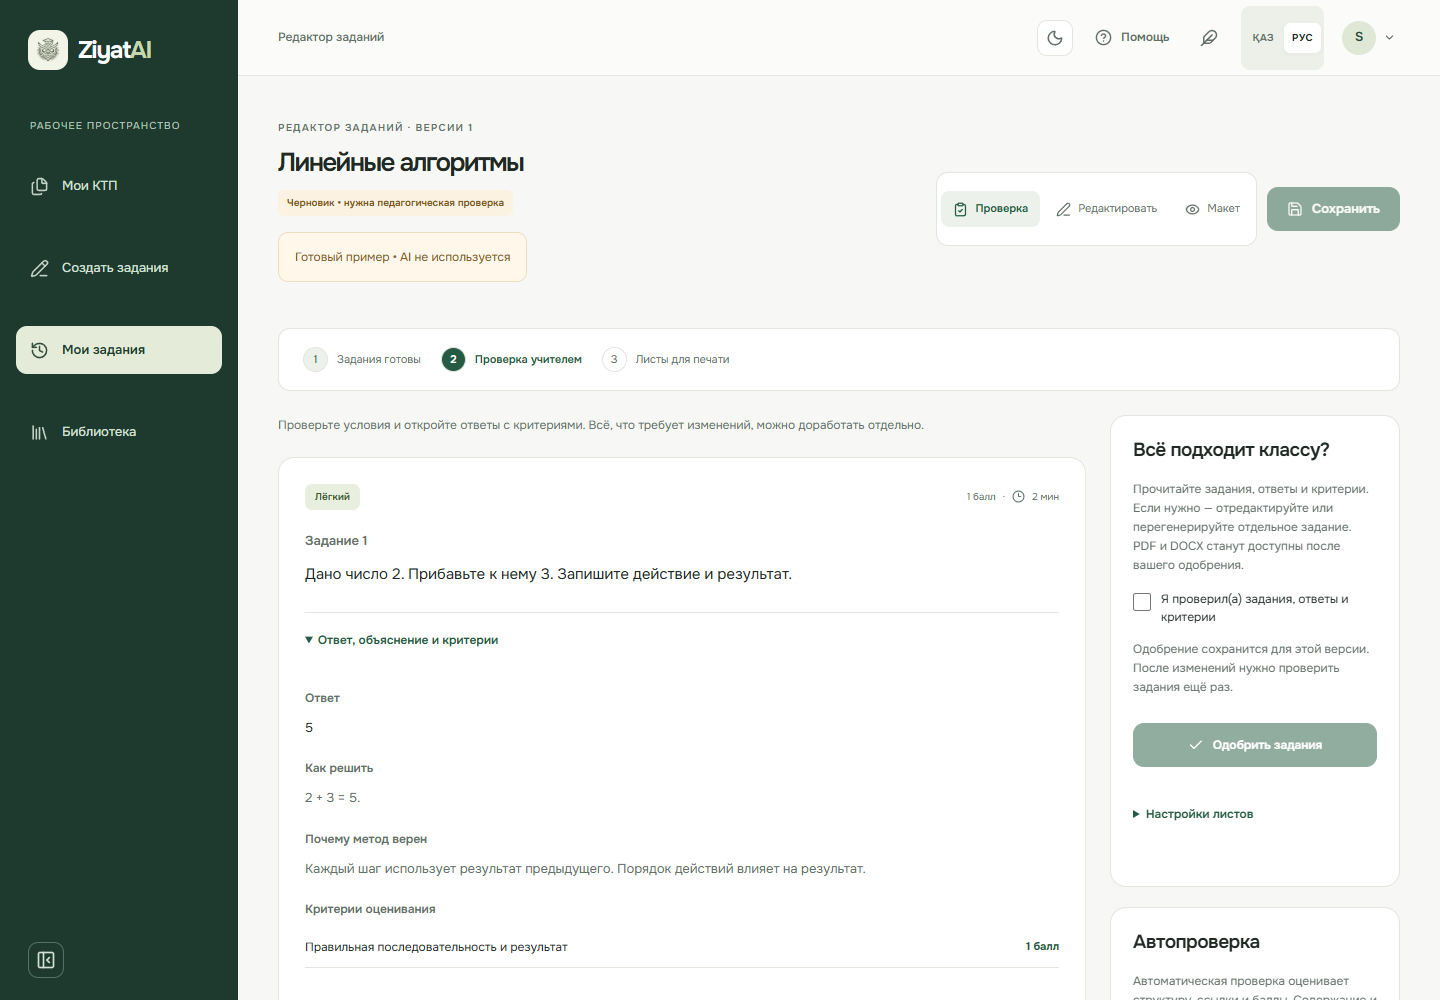 ZiyatAI
РАБОЧЕЕ ПРОСТРАНСТВО
Мои КТП
Создать задания
Мои задания
Библиотека
Редактор заданий
Помощь
ҚАЗ
РУС
S
РЕДАКТОР ЗАДАНИЙ · ВЕРСИИ 1
Линейные алгоритмы
Черновик • нужна педагогическая проверка
Готовый пример • AI не используется
Проверка
Редактировать
Макет
Сохранить
1 Задания готовы
2 Проверка учителем
3 Листы для печати
Проверьте условия и откройте ответы с критериями. Всё, что требует изменений, можно доработать отдельно.
Лёгкий
1 балл · 2 мин
Задание 1
Дано число 2. Прибавьте к нему 3. Запишите действие и результат.
Ответ, объяснение и критерии
Ответ
5
Как решить
2 + 3 = 5.
Почему метод верен
Каждый шаг использует результат предыдущего. Порядок действий влияет на результат.
Критерии оценивания
Правильная последовательность и результат
1 балл
Всё подходит классу?
Прочитайте задания, ответы и критерии.
Если нужно — отредактируйте или
перегенерируйте отдельное задание.
PDF и DOCX станут доступны после
вашего одобрения.
Я проверил(а) задания, ответы и
критерии
Одобрение сохранится для этой версии.
После изменений нужно проверить
задания ещё раз.
Одобрить задания
Настройки листов
Автопроверка
Автоматическая проверка оценивает
структуру, ссылки и баллы. Содержание и